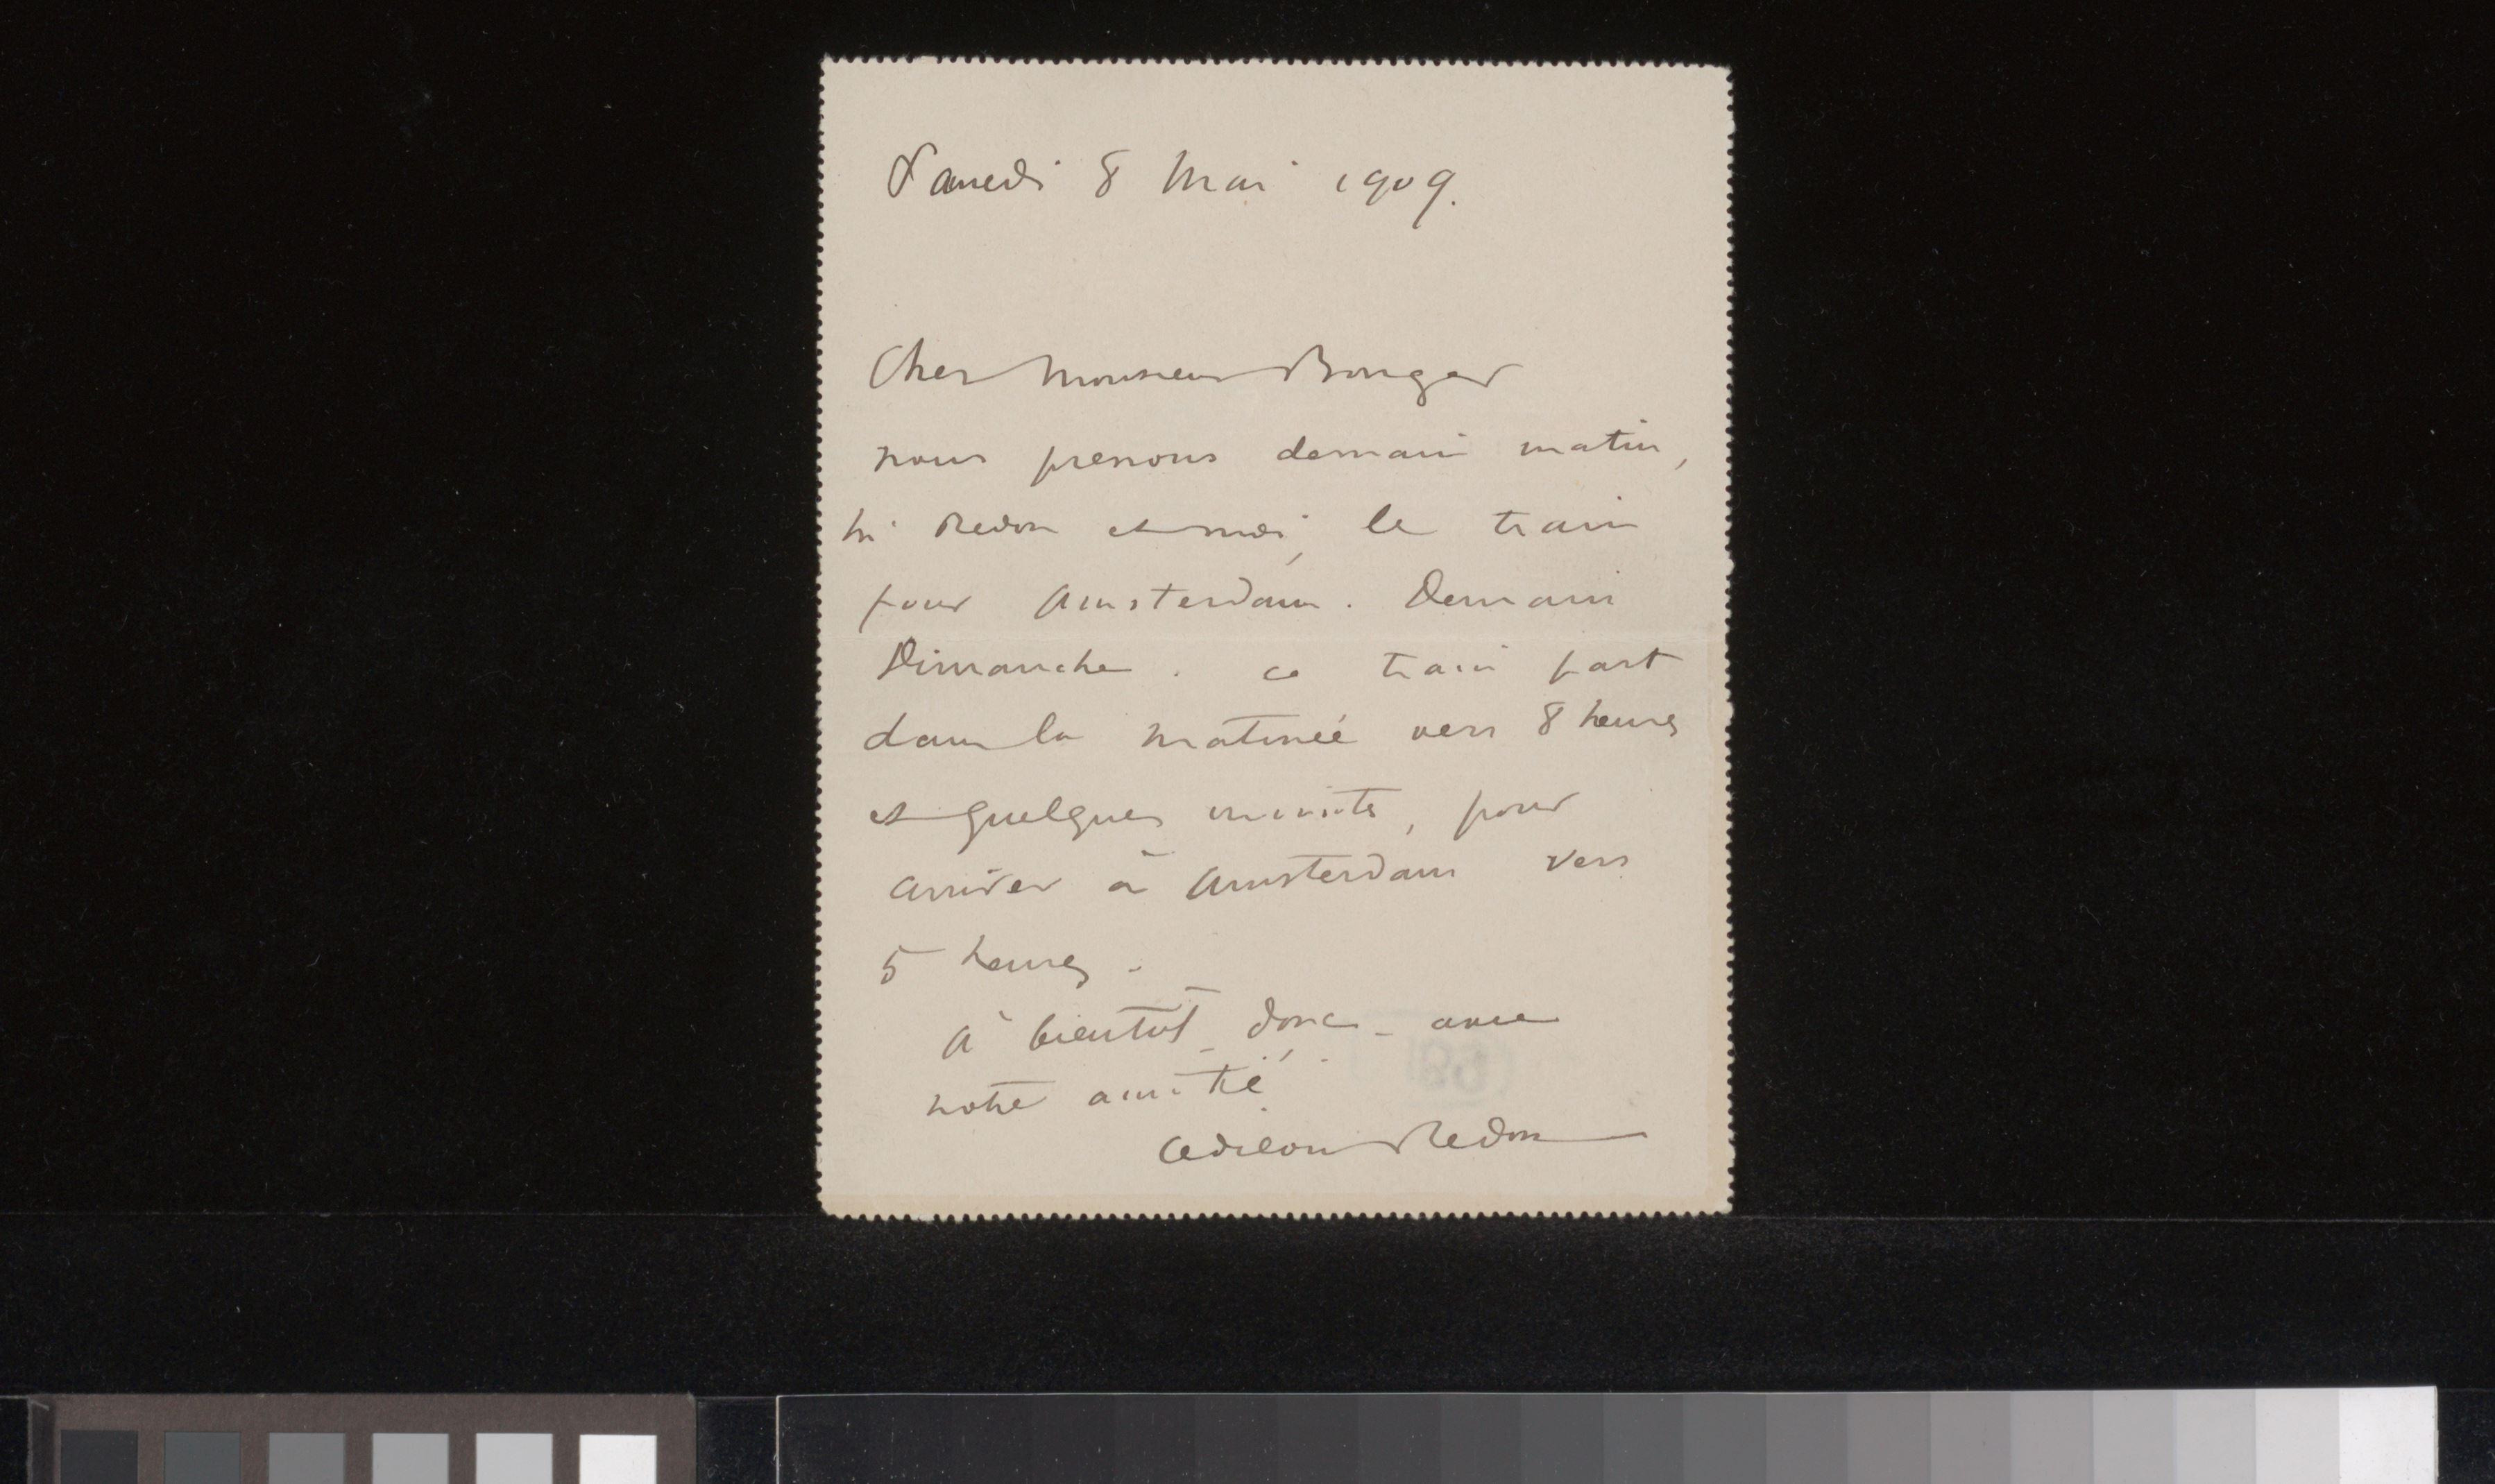 Samedi 8 Mai 1909.
Cher Monsieur Bonger
nous prenons demain matin,
Me Redon et moi, le train
pour Amsterdam. Demain
Dimanche. ce train part
dans la matinée vers 8 heures
et quelques minutes, pour
arriver à Amsterdam vers
5 heures.
à bientôt donc - avec
notre amitié
Odilon Redon